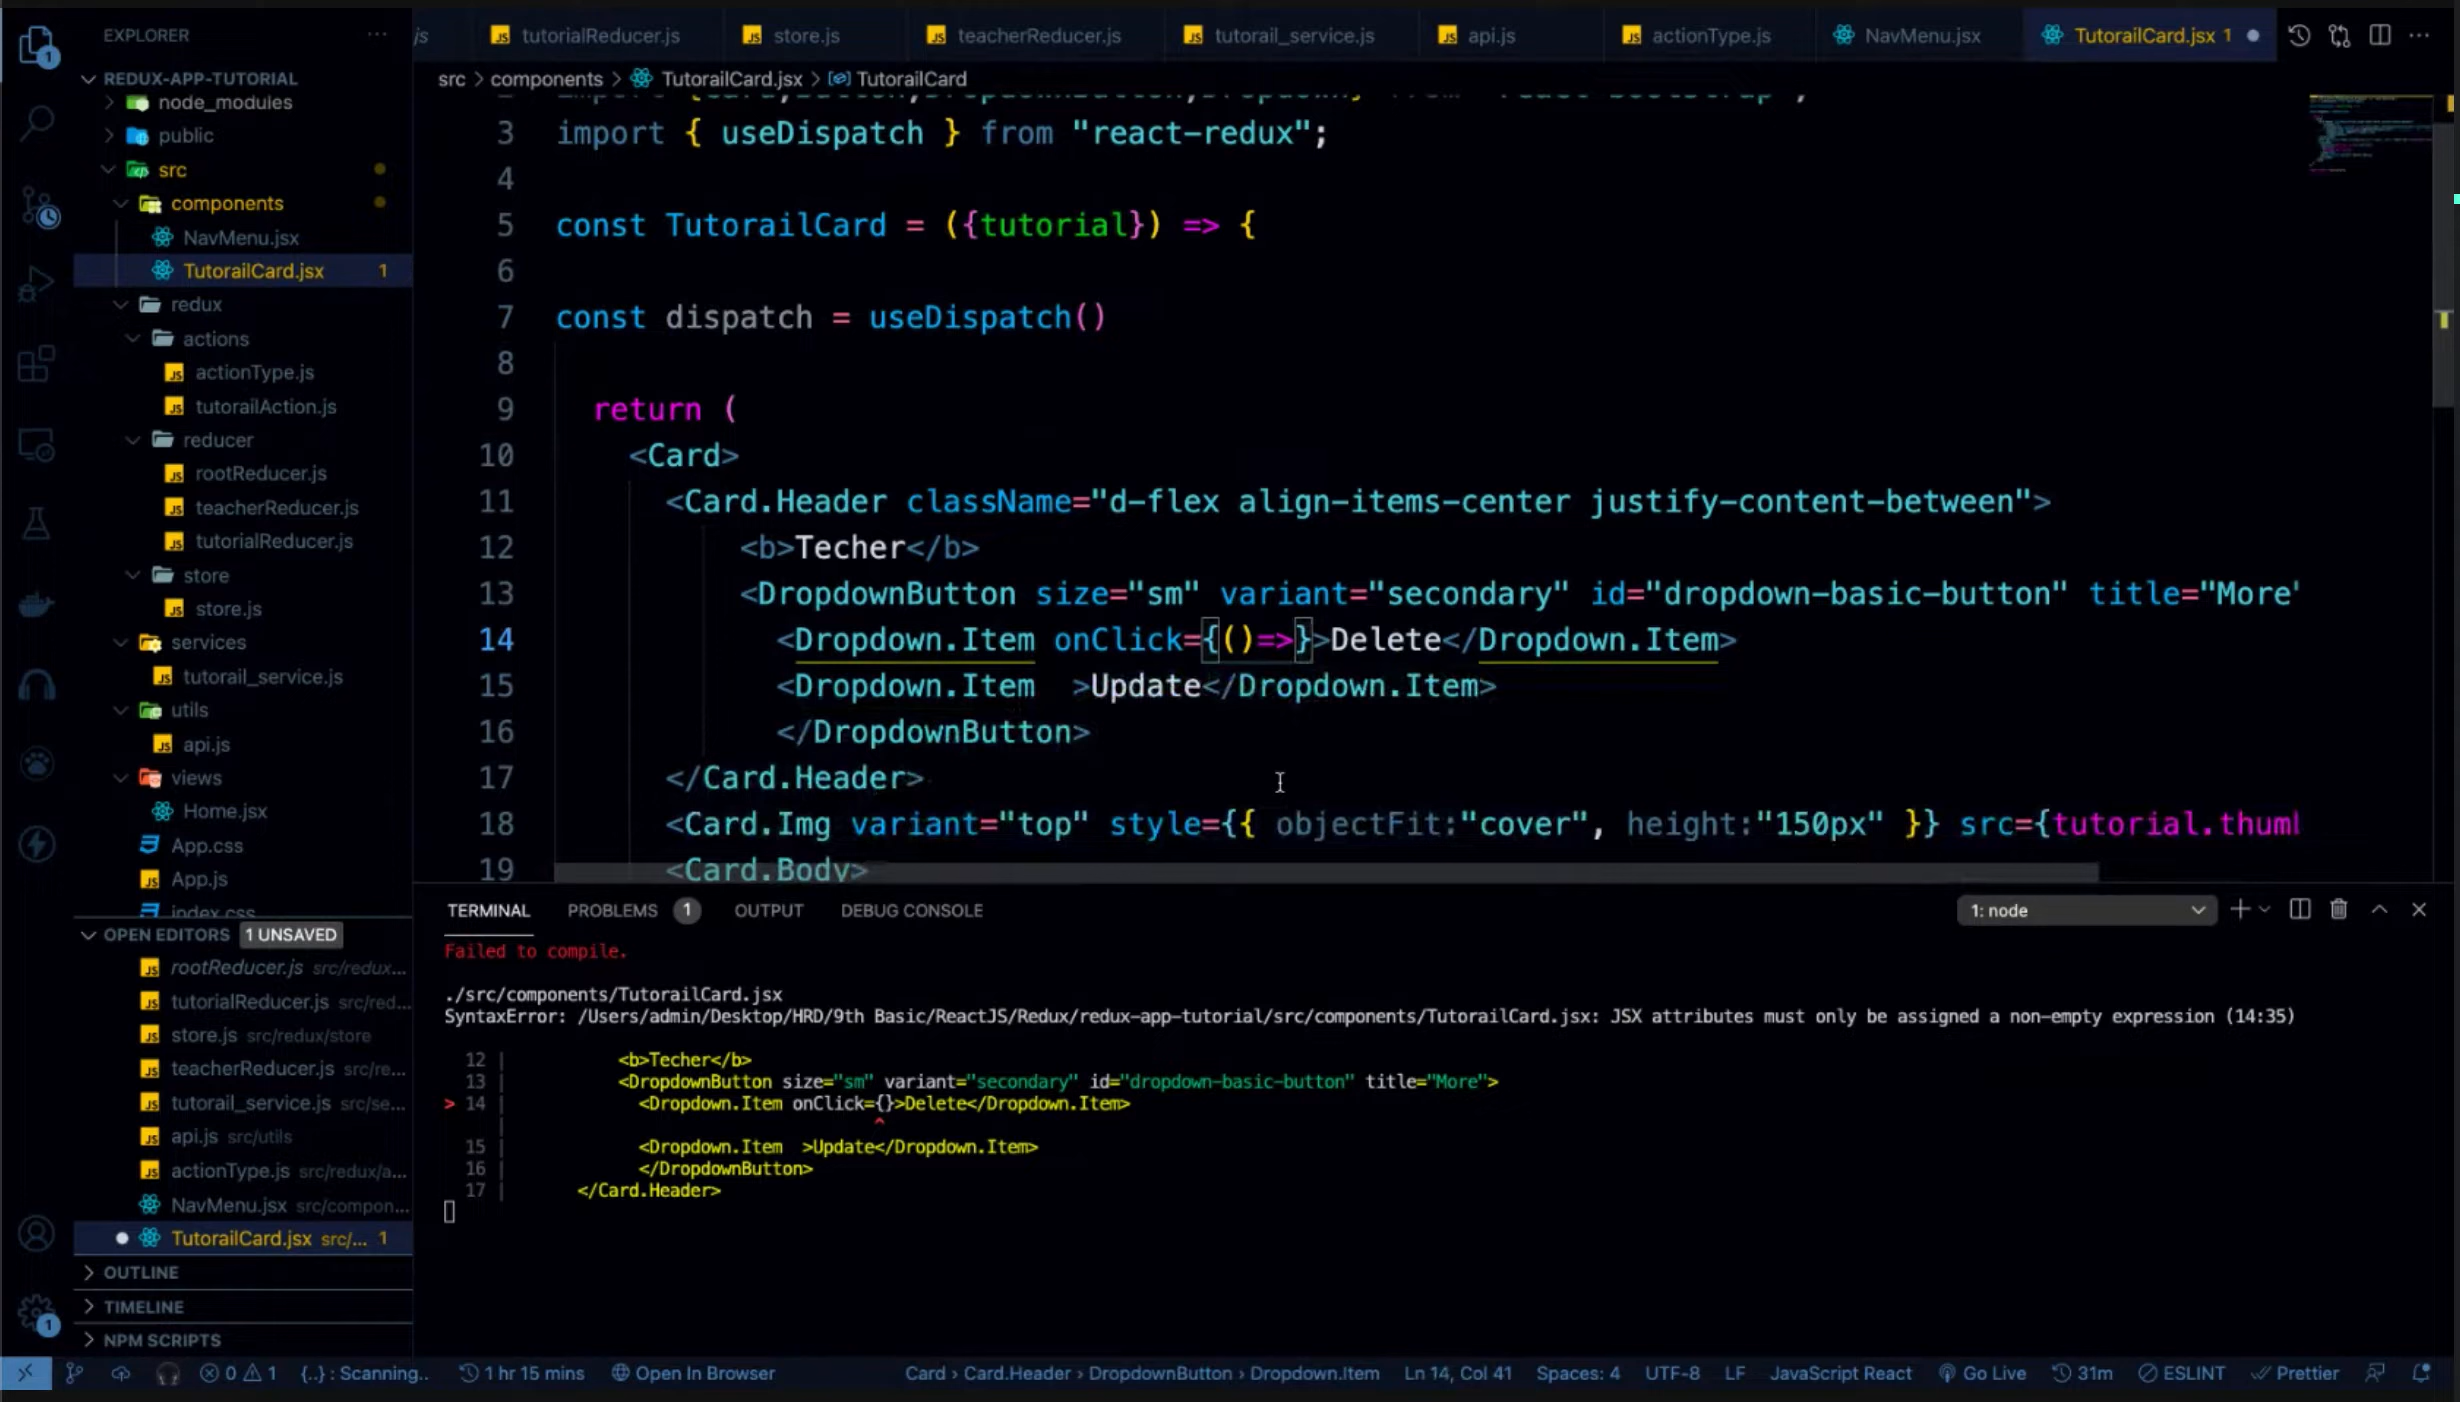 EXPLORER
js
tutorialReducer.js
store.js
teacherReducer.js
tutorail_service.js
api.js
actionType.js
NavMenu.jsx
TutorailCard.jsx 1
REDUX-APP-TUTORIAL
node_modules
public
src
components
NavMenu.jsx
TutorailCard.jsx 1
redux
actions
actionType.js
tutorailAction.js
reducer
rootReducer.js
teacherReducer.js
tutorialReducer.js
store
store.js
services
tutorail_service.js
utils
api.js
views
Home.jsx
App.css
App.js
index.css
OPEN EDITORS 1 UNSAVED
rootReducer.js src/redux...
tutorialReducer.js src/red...
store.js src/redux/store
teacherReducer.js src/re...
tutorail_service.js src/se...
api.js src/utils
actionType.js src/redux/a...
NavMenu.jsx src/compon...
TutorailCard.jsx src/... 1
OUTLINE
TIMELINE
NPM SCRIPTS
src > components > TutorailCard.jsx > TutorailCard
3 import { useDispatch } from "react-redux";
4
5 const TutorailCard = ({tutorial}) => {
6
7 const dispatch = useDispatch()
8
9 return (
10 <Card>
11 <Card.Header className="d-flex align-items-center justify-content-between">
12 <b>Techer</b>
13 <DropdownButton size="sm" variant="secondary" id="dropdown-basic-button" title="More"
14 <Dropdown.Item onClick={()=>}>Delete</Dropdown.Item>
15 <Dropdown.Item >Update</Dropdown.Item>
16 </DropdownButton>
17 </Card.Header>
18 <Card.Img variant="top" style={{ objectFit:"cover", height:"150px" }} src={tutorial.thum
19 <Card.Body>
TERMINAL PROBLEMS 1 OUTPUT DEBUG CONSOLE
1: node
Failed to compile.
./src/components/TutorailCard.jsx
SyntaxError: /Users/admin/Desktop/HRD/9th Basic/ReactJS/Redux/redux-app-tutorial/src/components/TutorailCard.jsx: JSX attributes must only be assigned a non-empty expression (14:35)
12 | <b>Techer</b>
13 | <DropdownButton size="sm" variant="secondary" id="dropdown-basic-button" title="More">
> 14 | <Dropdown.Item onClick={}>Delete</Dropdown.Item>
| ^
15 | <Dropdown.Item >Update</Dropdown.Item>
16 | </DropdownButton>
17 | </Card.Header>
0 1 {..} : Scanning.. 1 hr 15 mins Open In Browser Card > Card.Header > DropdownButton > Dropdown.Item Ln 14, Col 41 Spaces: 4 UTF-8 LF JavaScript React Go Live 31m ESLINT Prettier